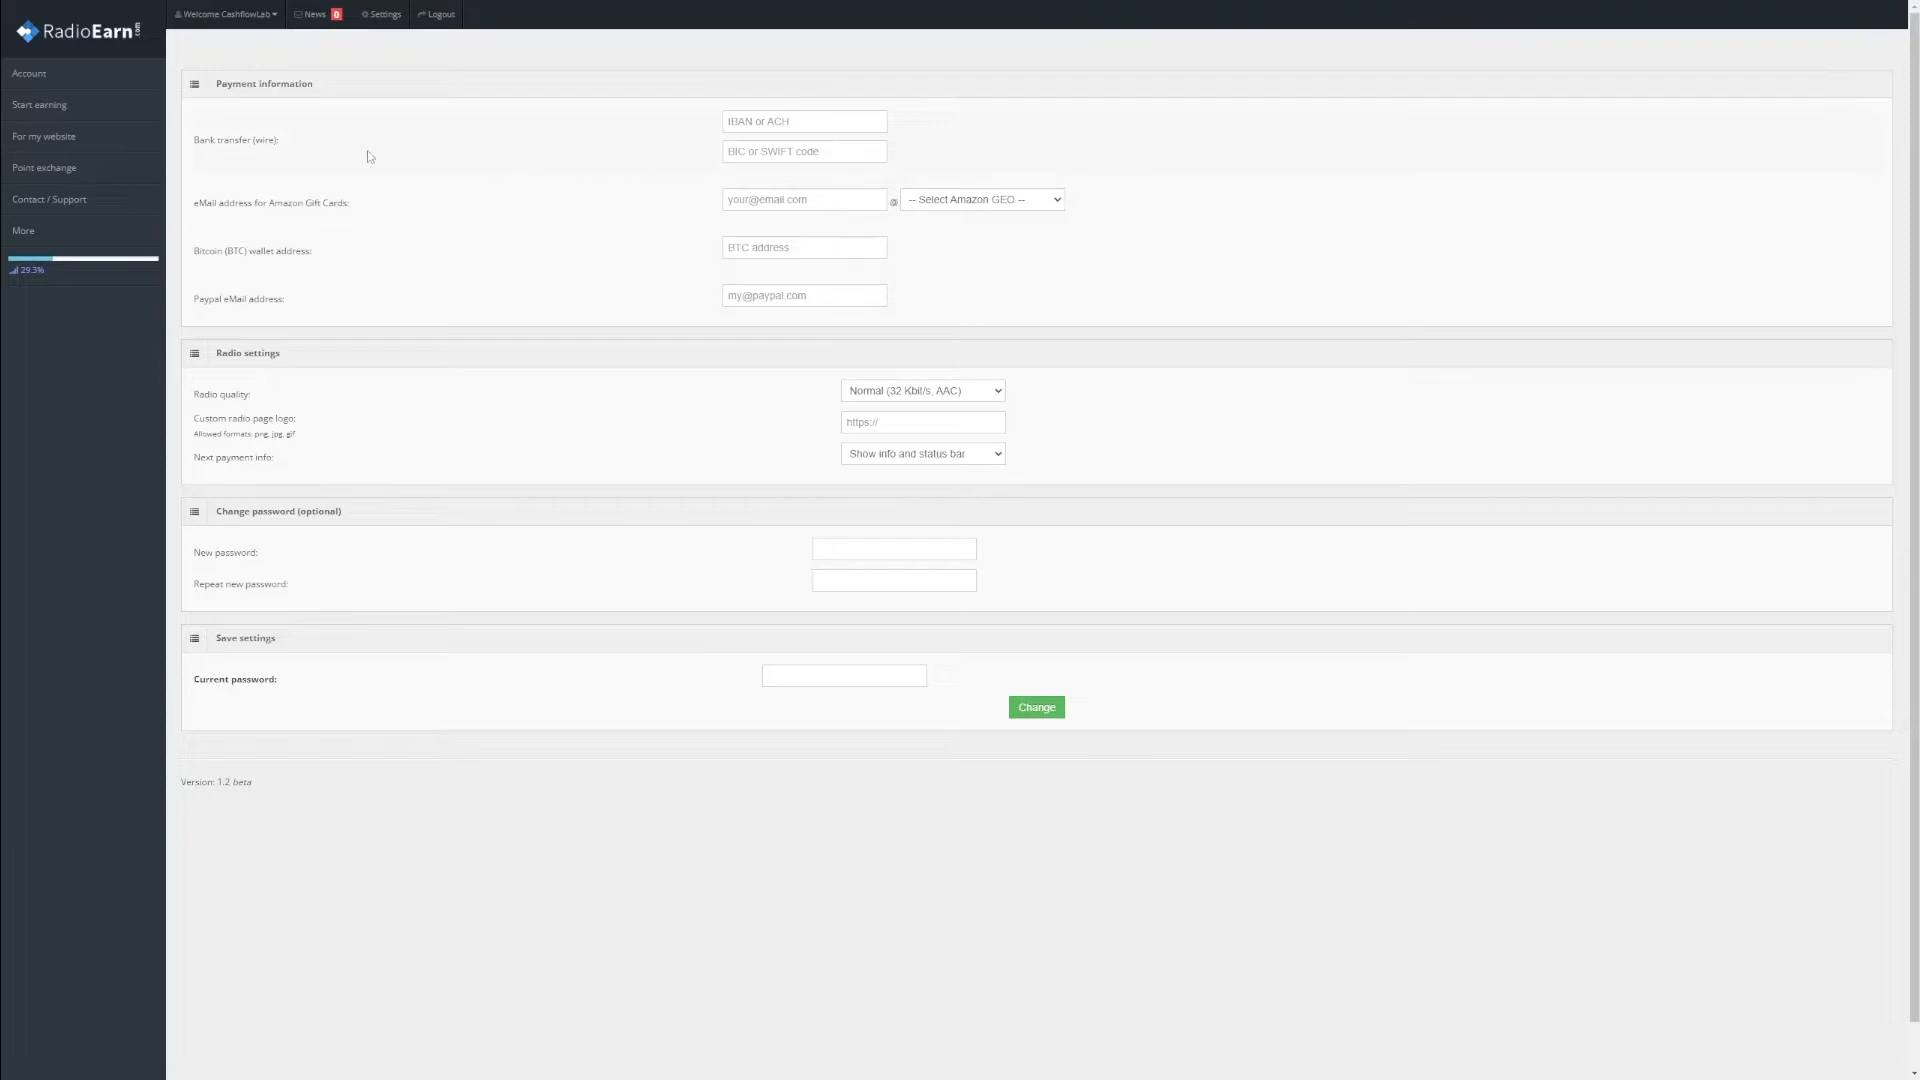 RadioEarn.com
Welcome CashflowLab
News 0
Settings
Logout
Account
Start earning
For my website
Point exchange
Contact / Support
More
29.3%
Payment information
Bank transfer (wire):
IBAN or ACH
BIC or SWIFT code
eMail address for Amazon Gift Cards:
your@email.com @ -- Select Amazon GEO --
Bitcoin (BTC) wallet address:
BTC address
Paypal eMail address:
my@paypal.com
Radio settings
Radio quality:
Normal (32 Kbit/s, AAC)
Custom radio page logo:
Allowed formats: png, jpg, gif
https://
Next payment info:
Show info and status bar
Change password (optional)
New password:
Repeat new password:
Save settings
Current password:
Change
Version: 1.2 beta